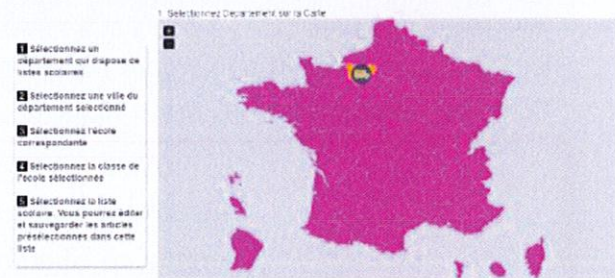 1. Sélectionnez Département sur la Carte
1 Sélectionnez un
département qui dispose de
listes scolaires
2 Sélectionnez une ville du
département sélectionné
3 Sélectionnez l'école
correspondante
4 Sélectionnez la classe de
l'école sélectionnée
5 Sélectionnez la liste
scolaire. Vous pourrez éditer
et sauvegarder les articles
présélectionnés dans cette
liste